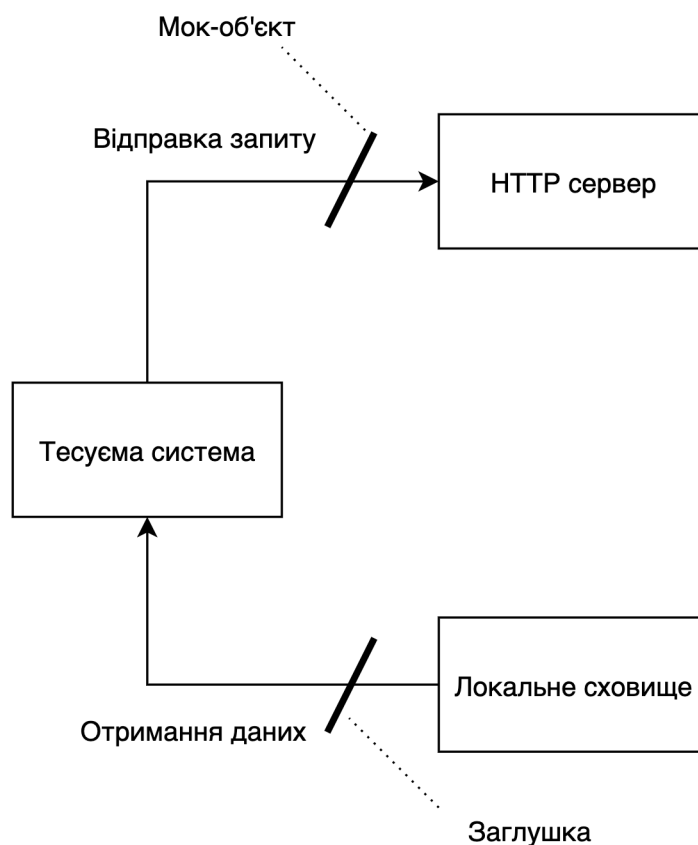 Мок-об'єкт
Відправка запиту
HTTP сервер
Тесуєма система
Локальне сховище
Отримання даних
Заглушка